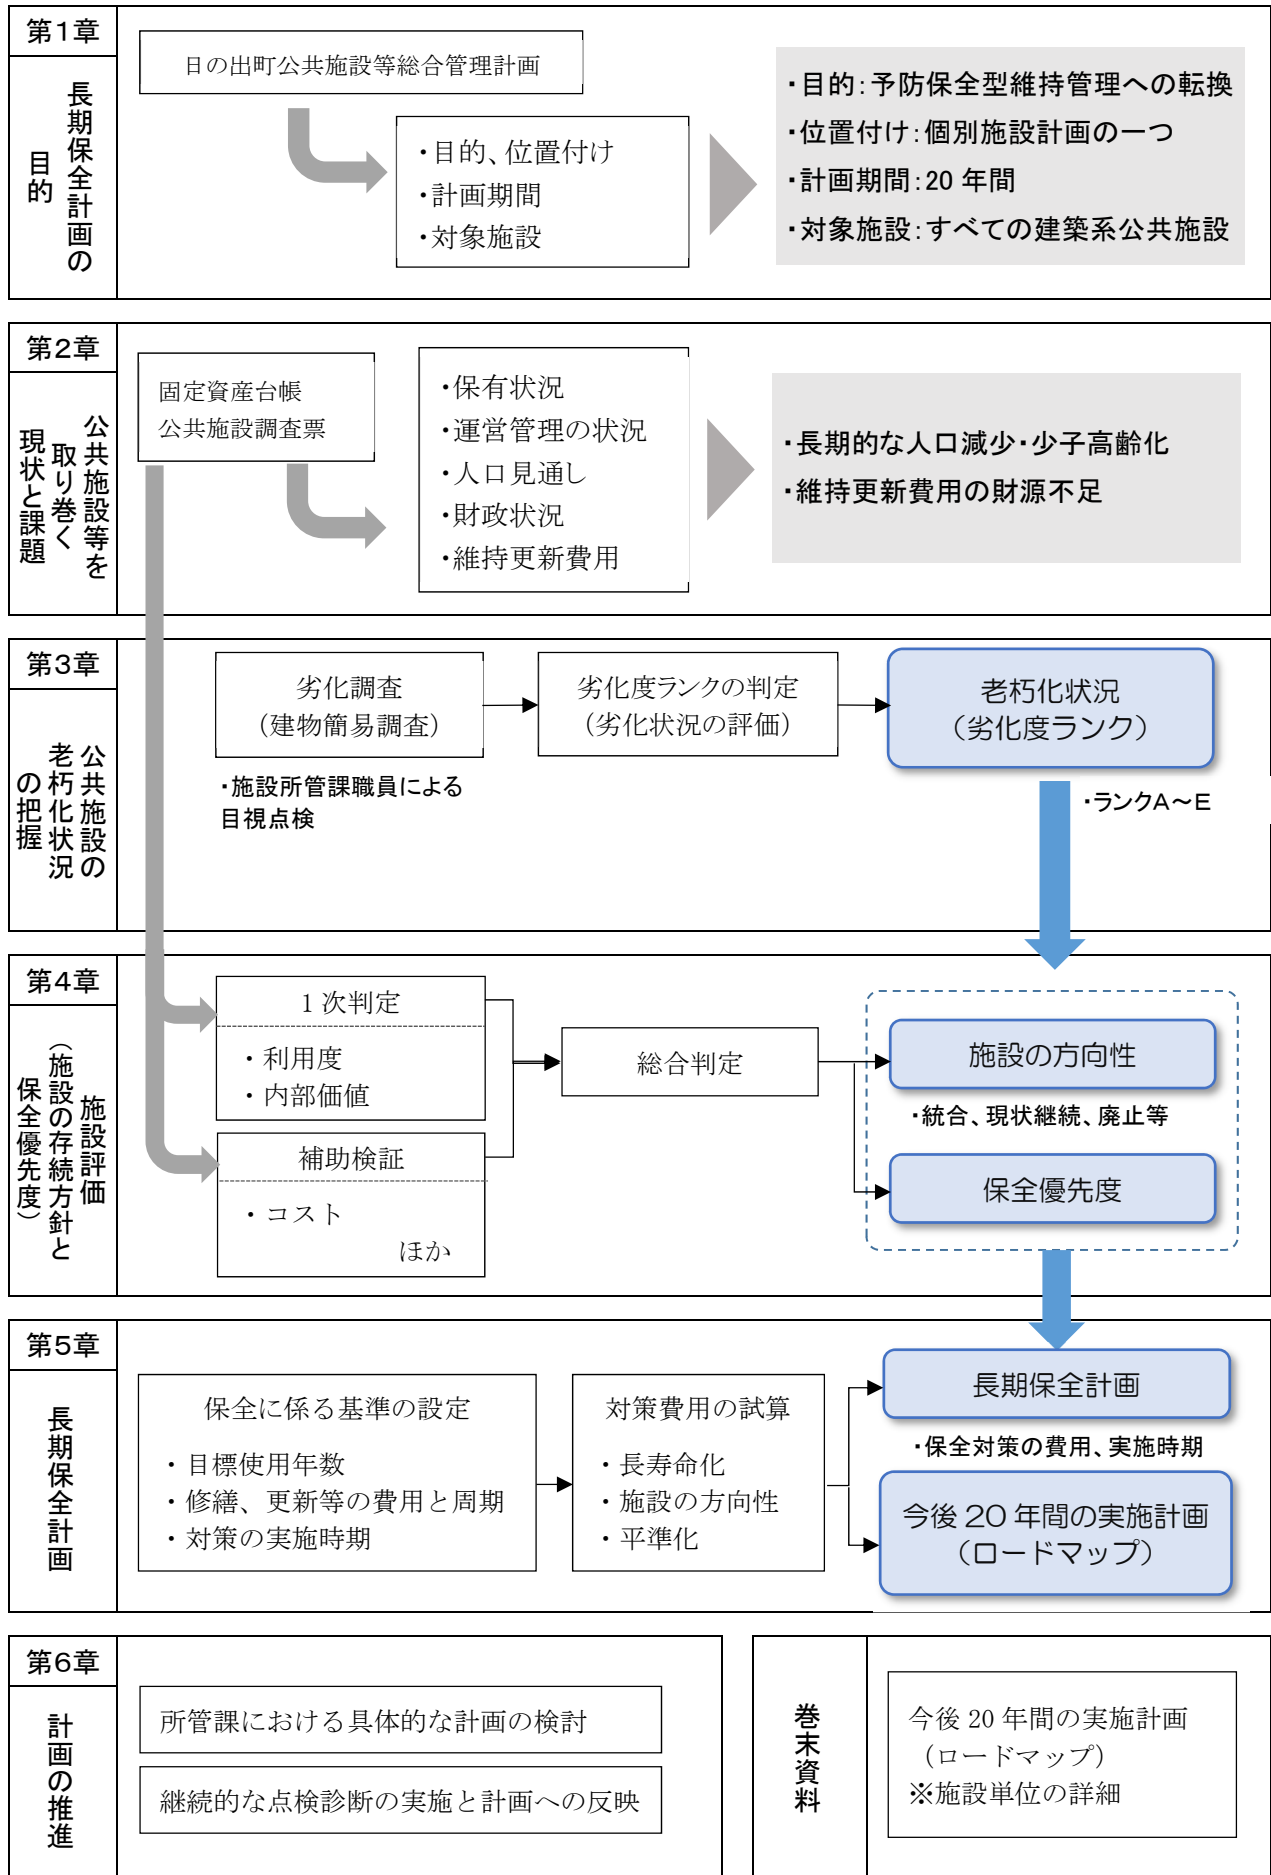 第1章
長期保全計画の
目的
日の出町公共施設等総合管理計画
・目的、位置付け
・計画期間
・対象施設
・目的：予防保全型維持管理への転換
・位置付け：個別施設計画の一つ
・計画期間：20 年間
・対象施設：すべての建築系公共施設
第2章
公共施設等を
取り巻く
現状と課題
固定資産台帳
公共施設調査票
・保有状況
・運営管理の状況
・人口見通し
・財政状況
・維持更新費用
・長期的な人口減少・少子高齢化
・維持更新費用の財源不足
第3章
公共施設の
老朽化状況
の把握
劣化調査
（建物簡易調査）
・施設所管課職員による
目視点検
劣化度ランクの判定
（劣化状況の評価）
老朽化状況
（劣化度ランク）
・ランクA～E
第4章
施設評価
（施設の存続方針と
保全優先度）
1 次判定
・利用度
・内部価値
補助検証
・コスト
ほか
総合判定
施設の方向性
・統合、現状継続、廃止等
保全優先度
第5章
長期保全計画
保全に係る基準の設定
・目標使用年数
・修繕、更新等の費用と周期
・対策の実施時期
対策費用の試算
・長寿命化
・施設の方向性
・平準化
長期保全計画
・保全対策の費用、実施時期
今後 20 年間の実施計画
（ロードマップ）
第6章
計画の推進
所管課における具体的な計画の検討
継続的な点検診断の実施と計画への反映
巻末資料
今後 20 年間の実施計画
（ロードマップ）
※施設単位の詳細